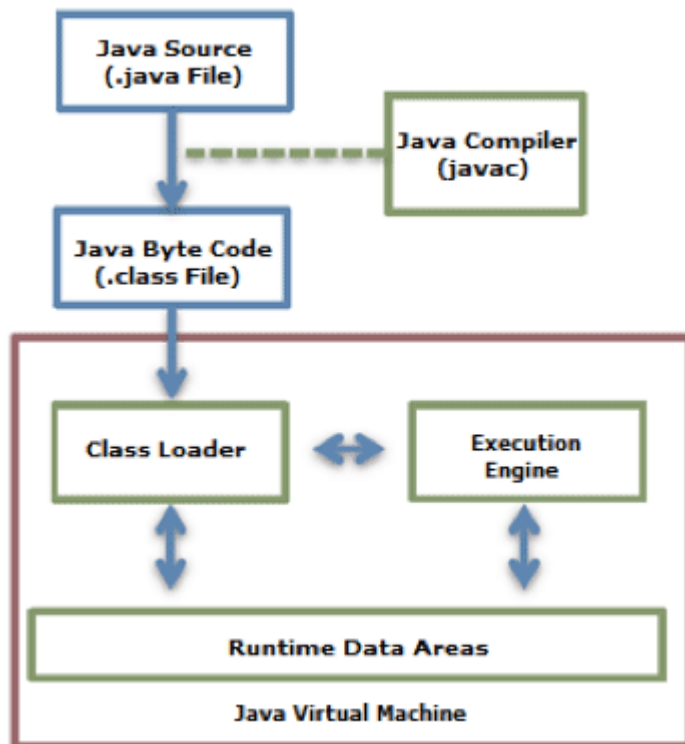 Java Source
(.java File)
Java Compiler
(javac)
Java Byte Code
(.class File)
Class Loader
Execution
Engine
Runtime Data Areas
Java Virtual Machine